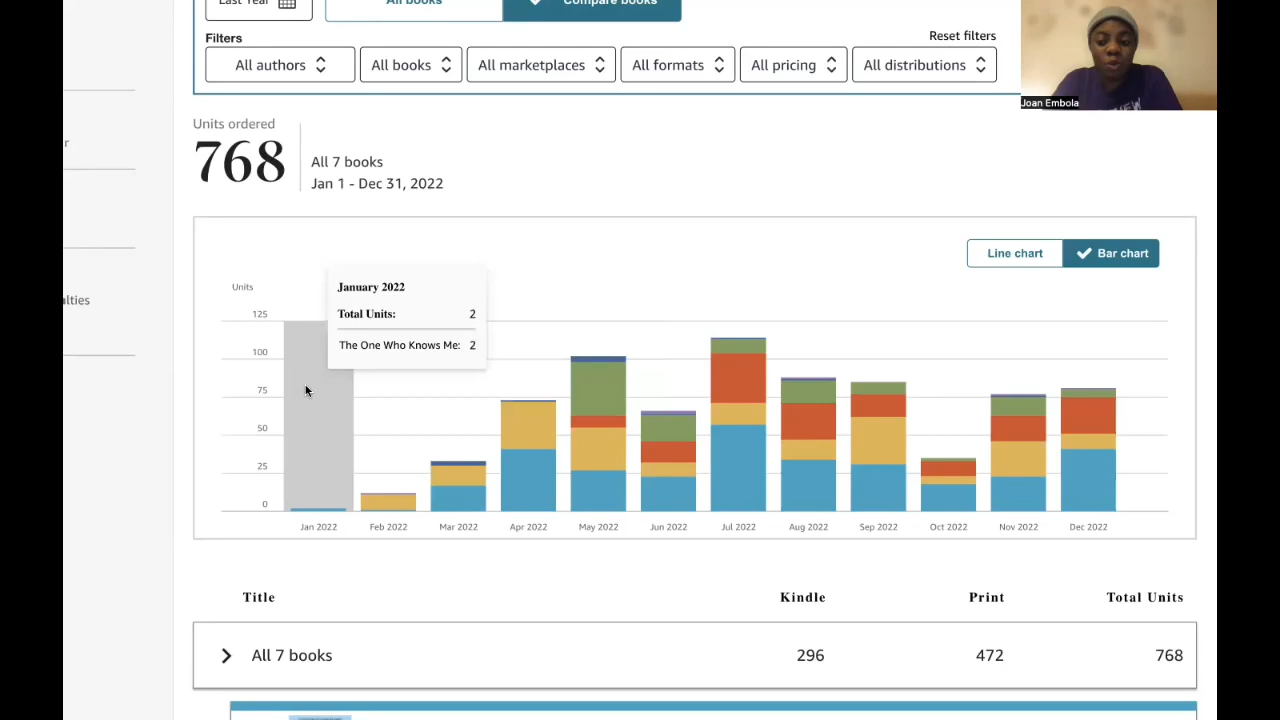 Last Year
All books
Compare books
Filters
Reset filters
All authors
All books
All marketplaces
All formats
All pricing
All distributions
Joan Embola
Units ordered
768
All 7 books
Jan 1 - Dec 31, 2022
Line chart
Bar chart
Units
125
100
75
50
25
0
January 2022
Total Units: 2
The One Who Knows Me: 2
Jan 2022 Feb 2022 Mar 2022 Apr 2022 May 2022 Jun 2022 Jul 2022 Aug 2022 Sep 2022 Oct 2022 Nov 2022 Dec 2022
Title Kindle Print Total Units
All 7 books 296 472 768
r
alties